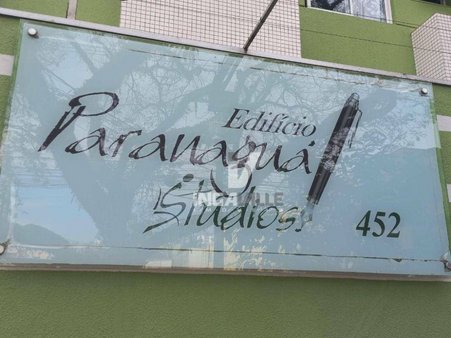 Edifício
Paranaguá
Studios
452